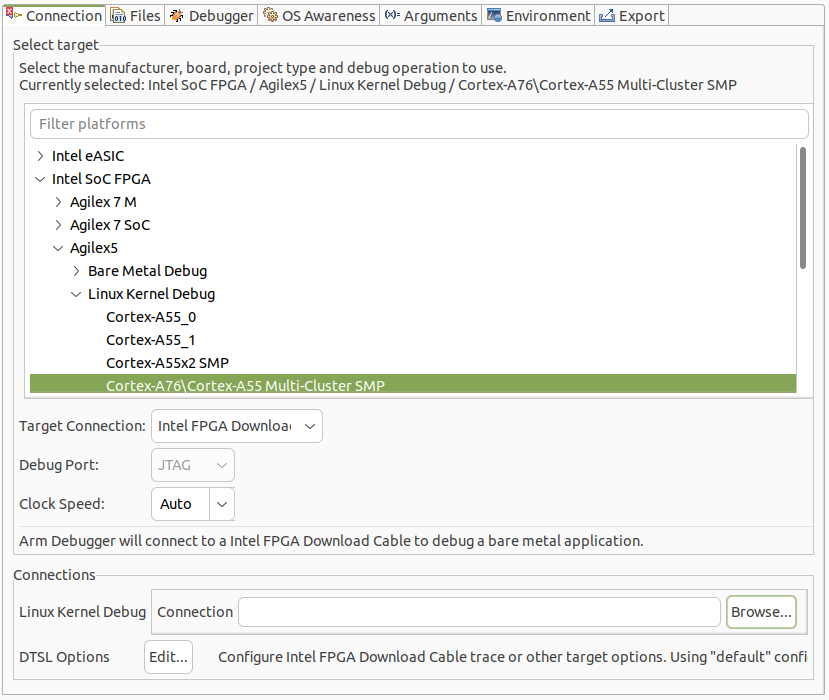 Connection Files Debugger OS Awareness (x)= Arguments Environment Export
Select target
Select the manufacturer, board, project type and debug operation to use.
Currently selected: Intel SoC FPGA / Agilex5 / Linux Kernel Debug / Cortex-A76\Cortex-A55 Multi-Cluster SMP
Filter platforms
Intel eASIC
Intel SoC FPGA
Agilex 7 M
Agilex 7 SoC
Agilex5
Bare Metal Debug
Linux Kernel Debug
Cortex-A55_0
Cortex-A55_1
Cortex-A55x2 SMP
Cortex-A76\Cortex-A55 Multi-Cluster SMP
Target Connection: Intel FPGA Downloa
Debug Port: JTAG
Clock Speed: Auto
Arm Debugger will connect to a Intel FPGA Download Cable to debug a bare metal application.
Connections
Linux Kernel Debug Connection Browse...
DTSL Options Edit... Configure Intel FPGA Download Cable trace or other target options. Using "default" confi